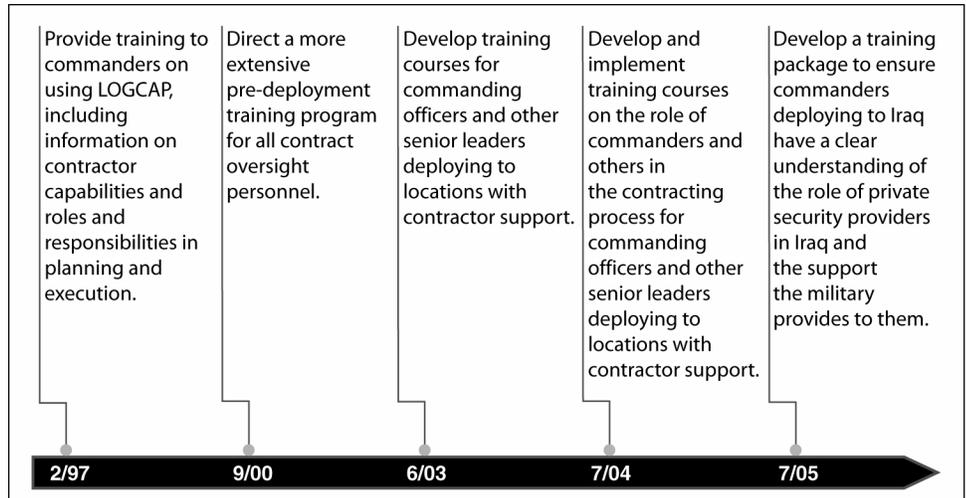 Provide training to
commanders on
using LOGCAP,
including
information on
contractor
capabilities and
roles and
responsibilities in
planning and
execution.
Direct a more
extensive
pre-deployment
training program
for all contract
oversight
personnel.
Develop training
courses for
commanding
officers and other
senior leaders
deploying to
locations with
contractor support.
Develop and
implement
training courses
on the role of
commanders and
others in
the contracting
process for
commanding
officers and other
senior leaders
deploying to
locations with
contractor support.
Develop a training
package to ensure
commanders
deploying to Iraq
have a clear
understanding of
the role of private
security providers
in Iraq and
the support
the military
provides to them.
2/97
9/00
6/03
7/04
7/05